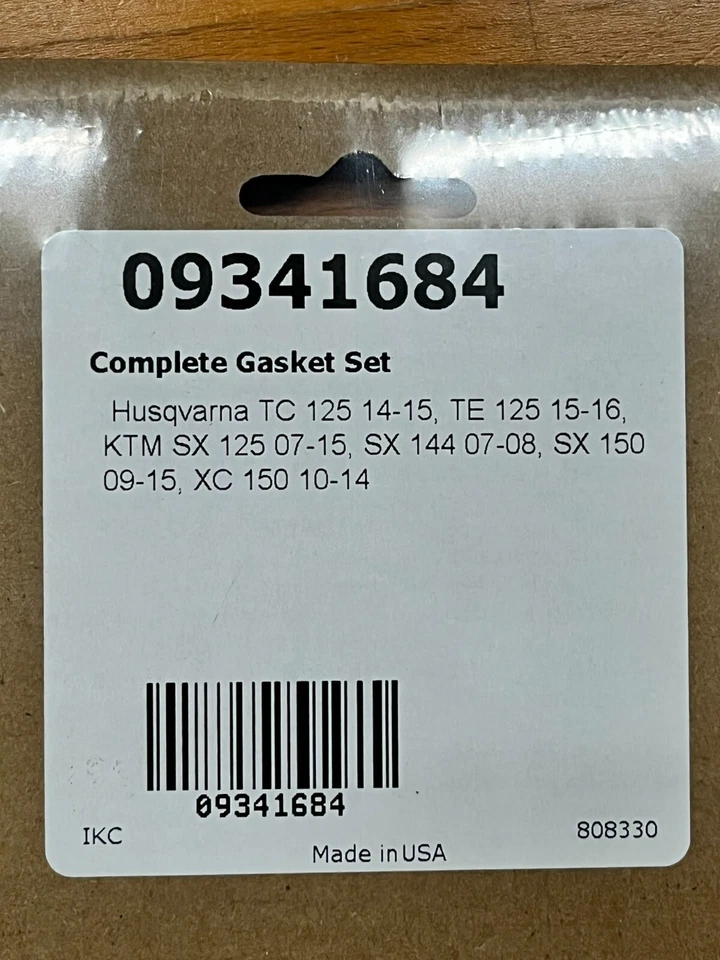 09341684
Complete Gasket Set
Husqvarna TC 125 14-15, TE 125 15-16,
KTM SX 125 07-15, SX 144 07-08, SX 150
09-15, XC 150 10-14
09341684
IKC
808330
Made in USA